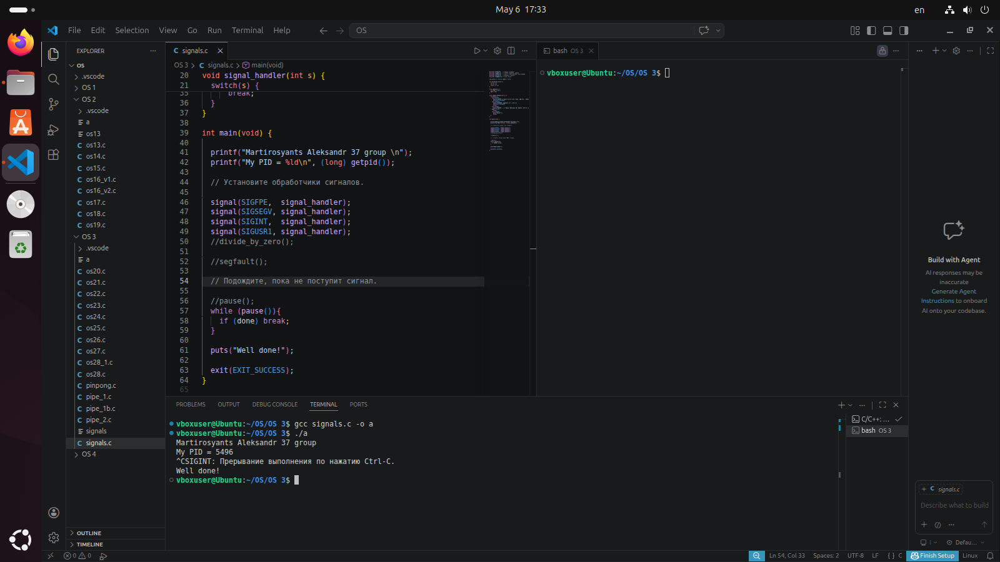 May 6 17:33
en
File Edit Selection View Go Run Terminal Help
OS
EXPLORER
OS
.vscode
OS 1
OS 2
.vscode
a
os13
os13.c
os14.c
os15.c
os16_v1.c
os16_v2.c
os17.c
os18.c
os19.c
OS 3
.vscode
a
os20.c
os21.c
os22.c
os23.c
os24.c
os25.c
os26.c
os27.c
os28_1.c
os28.c
pinpong.c
pipe_1.c
pipe_1b.c
pipe_2.c
signals
signals.c
OS 4
OUTLINE
TIMELINE
signals.c
OS 3 > signals.c > main(void)
20 void signal_handler(int s) {
21 switch(s) {
35 break;
36 }
37 }
38
39 int main(void) {
40
41 printf("Martirosyants Aleksandr 37 group \n");
42 printf("My PID = %ld\n", (long) getpid());
43
44 // Установите обработчики сигналов.
45
46 signal(SIGFPE, signal_handler);
47 signal(SIGSEGV, signal_handler);
48 signal(SIGINT, signal_handler);
49 signal(SIGUSR1, signal_handler);
50 //divide_by_zero();
51
52 //segfault();
53
54 // Подождите, пока не поступит сигнал.
55
56 //pause();
57 while (pause()){
58 if (done) break;
59 }
60
61 puts("Well done!");
62
63 exit(EXIT_SUCCESS);
64 }
65
bash OS 3
vboxuser@Ubuntu:~/OS/OS 3$
PROBLEMS OUTPUT DEBUG CONSOLE TERMINAL PORTS
vboxuser@Ubuntu:~/OS/OS 3$ gcc signals.c -o a
vboxuser@Ubuntu:~/OS/OS 3$ ./a
Martirosyants Aleksandr 37 group
My PID = 5496
^CSIGINT: Прерывание выполнения по нажатию Ctrl-C.
Well done!
vboxuser@Ubuntu:~/OS/OS 3$
C/C++: ...
bash OS 3
Build with Agent
AI responses may be
inaccurate
Generate Agent
Instructions to onboard
AI onto your codebase.
signals.c
Describe what to build
Defau...
Ln 54, Col 33 Spaces: 2 UTF-8 LF { } C Finish Setup Linux
0 0